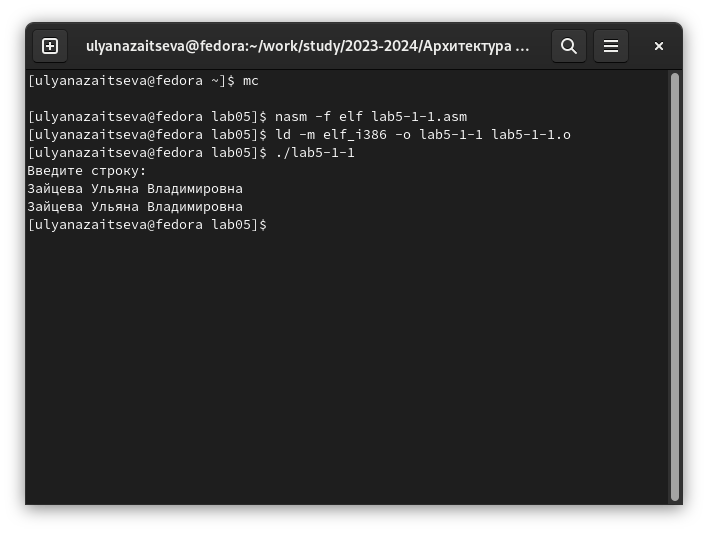 ulyanazaitseva@fedora:~/work/study/2023-2024/Архитектура ...
[ulyanazaitseva@fedora ~]$ mc
[ulyanazaitseva@fedora lab05]$ nasm -f elf lab5-1-1.asm
[ulyanazaitseva@fedora lab05]$ ld -m elf_i386 -o lab5-1-1 lab5-1-1.o
[ulyanazaitseva@fedora lab05]$ ./lab5-1-1
Введите строку:
Зайцева Ульяна Владимировна
Зайцева Ульяна Владимировна
[ulyanazaitseva@fedora lab05]$